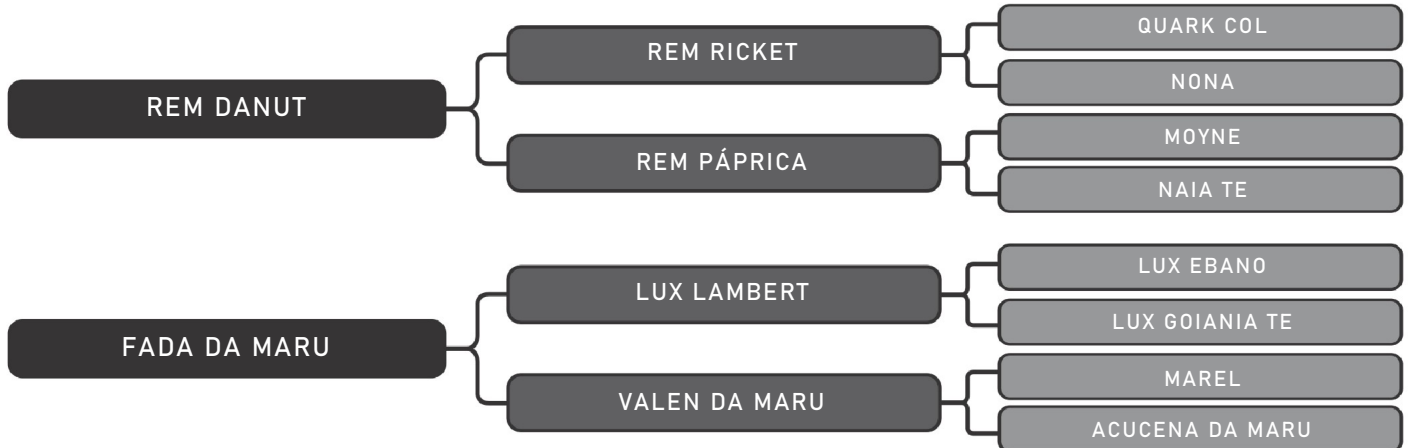 QUARK COL
REM RICKET
NONA
REM DANUT
MOYNE
REM PÁPRICA
NAIA TE
LUX EBANO
LUX LAMBERT
LUX GOIANIA TE
FADA DA MARU
MAREL
VALEN DA MARU
ACUCENA DA MARU